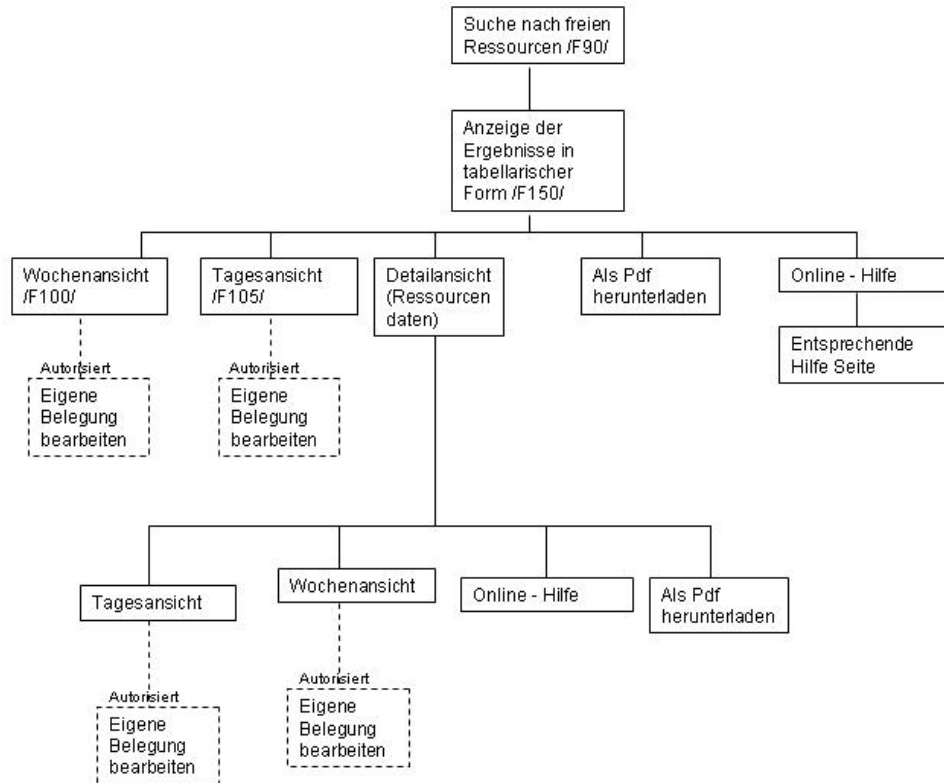 Suche nach freien
Ressourcen /F90/
Anzeige der
Ergebnisse in
tabellarischer
Form /F150/
Wochenansicht
/F100/
Tagesansicht
/F105/
Detailansicht
(Ressourcen
daten)
Als Pdf
herunterladen
Online - Hilfe
Entsprechende
Hilfe Seite
Autorisiert
Eigene
Belegung
bearbeiten
Autorisiert
Eigene
Belegung
bearbeiten
Tagesansicht
Wochenansicht
Online - Hilfe
Als Pdf
herunterladen
Autorisiert
Eigene
Belegung
bearbeiten
Autorisiert
Eigene
Belegung
bearbeiten